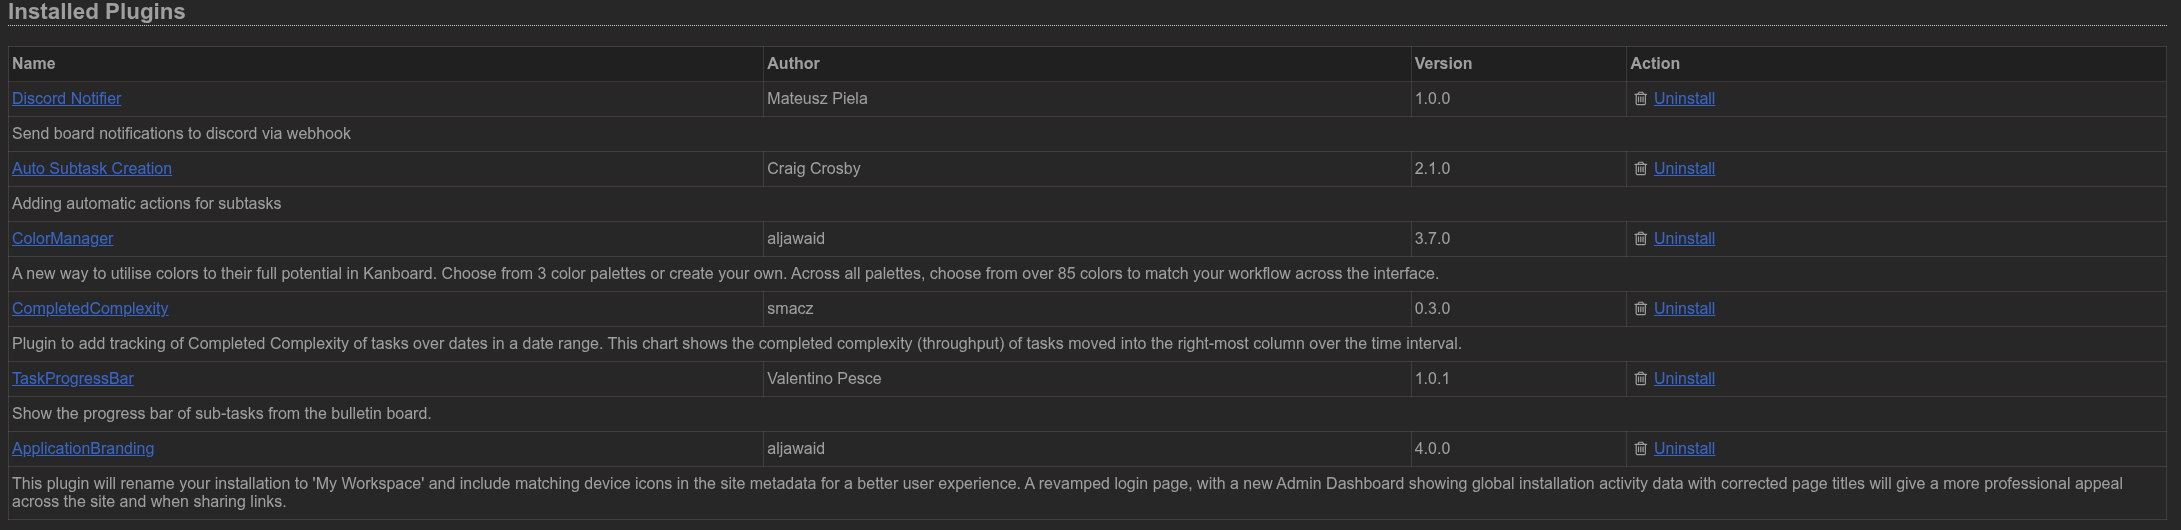 Installed Plugins
Name Author Version Action
Discord Notifier Mateusz Piela 1.0.0 Uninstall
Send board notifications to discord via webhook
Auto Subtask Creation Craig Crosby 2.1.0 Uninstall
Adding automatic actions for subtasks
ColorManager aljawaid 3.7.0 Uninstall
A new way to utilise colors to their full potential in Kanboard. Choose from 3 color palettes or create your own. Across all palettes, choose from over 85 colors to match your workflow across the interface.
CompletedComplexity smacz 0.3.0 Uninstall
Plugin to add tracking of Completed Complexity of tasks over dates in a date range. This chart shows the completed complexity (throughput) of tasks moved into the right-most column over the time interval.
TaskProgressBar Valentino Pesce 1.0.1 Uninstall
Show the progress bar of sub-tasks from the bulletin board.
ApplicationBranding aljawaid 4.0.0 Uninstall
This plugin will rename your installation to 'My Workspace' and include matching device icons in the site metadata for a better user experience. A revamped login page, with a new Admin Dashboard showing global installation activity data with corrected page titles will give a more professional appeal
across the site and when sharing links.